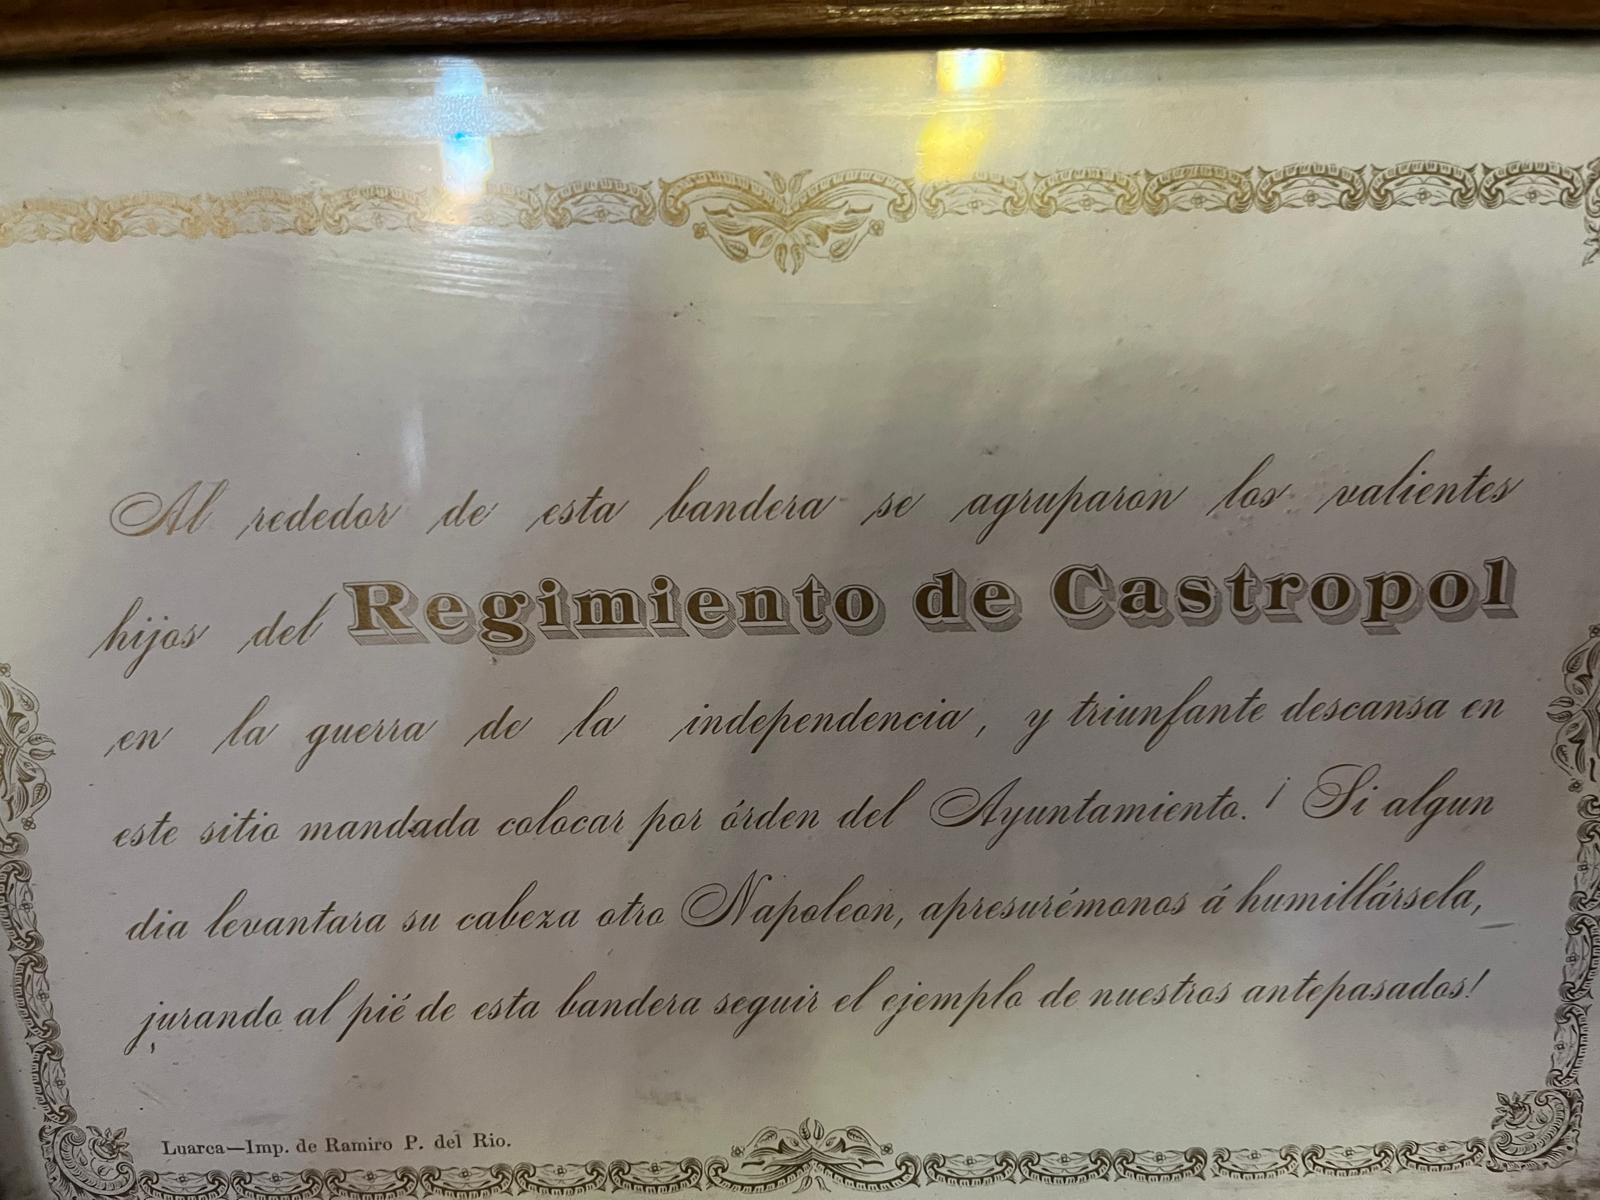 Al rededor de esta bandera se agruparon los valientes
hijos del Regimiento de Castropol
en la guerra de la independencia, y triunfante descansa en
este sitio mandada colocar por órden del Ayuntamiento. ¡ Si algun
dia levantara su cabeza otro Napoleon, apresurémonos á humillársela,
jurando al pié de esta bandera seguir el ejemplo de nuestros antepasados!
Luarca—Imp. de Ramiro P. del Rio.